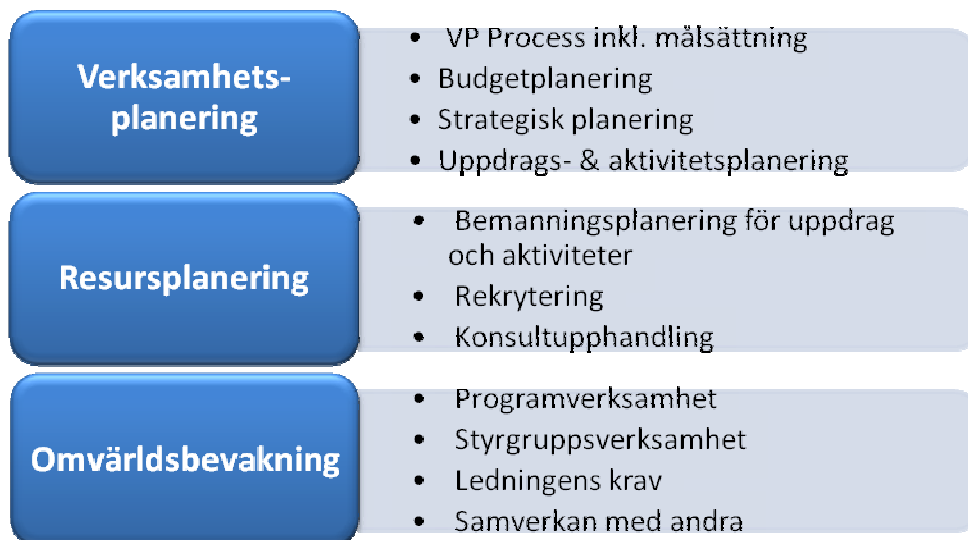 Verksamhets-
planering
• VP Process inkl. målsättning
• Budgetplanering
• Strategisk planering
• Uppdrags- & aktivitetsplanering
Resursplanering
• Bemanningsplanering för uppdrag
och aktiviteter
• Rekrytering
• Konsultupphandling
Omvärldsbevakning
• Programverksamhet
• Styrgruppsverksamhet
• Ledningens krav
• Samverkan med andra